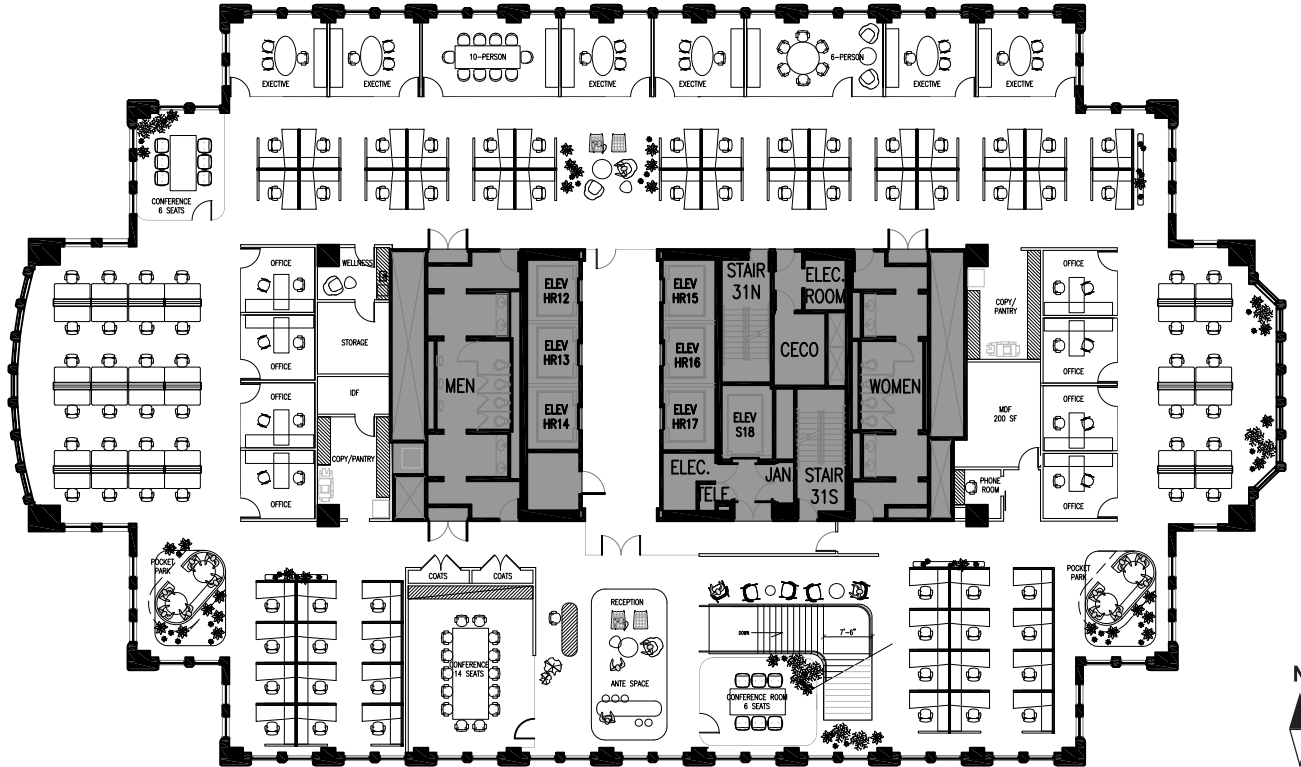 10-PERSON
6-PERSON
EXECTIVE
EXECTIVE
EXECTIVE
EXECTIVE
EXECTIVE
EXECTIVE
CONFERENCE
6 SEATS
OFFICE
WELLNESS
OFFICE
STORAGE
OFFICE
IDF
OFFICE
COPY/PANTRY
MEN
ELEV
HR12
ELEV
HR13
ELEV
HR14
ELEV
HR15
ELEV
HR16
ELEV
HR17
STAIR
31N
ELEC.
ROOM
CECO
ELEV
S18
ELEC.
TELE
JAN.
STAIR
31S
WOMEN
COPY/
PANTRY
MDF
200 SF
PHONE
ROOM
OFFICE
OFFICE
OFFICE
OFFICE
POCKET
PARK
COATS
COATS
CONFERENCE
14 SEATS
RECEPTION
ANTE SPACE
DOWN
7'-6"
CONFERENCE ROOM
6 SEATS
POCKET
PARK
N